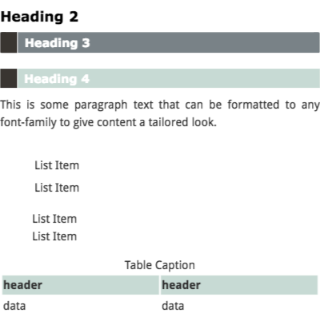 Heading 2
Heading 3
Heading 4
This is some paragraph text that can be formatted to any
font-family to give content a tailored look.
List Item
List Item
List Item
List Item
Table Caption
header header
data data